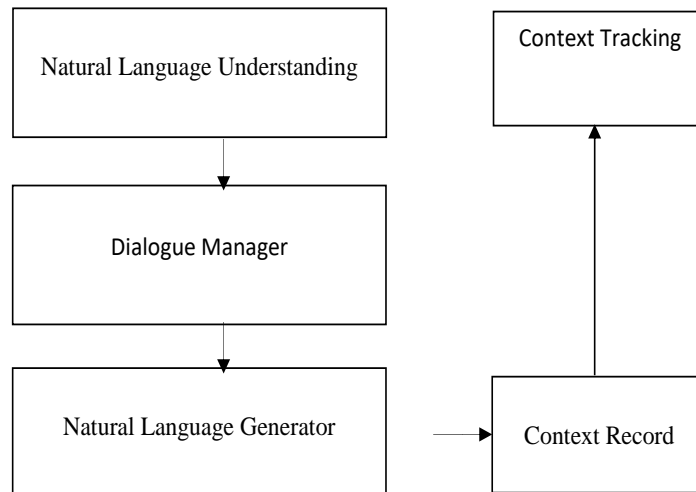 Natural Language Understanding
Context Tracking
Dialogue Manager
Natural Language Generator
Context Record